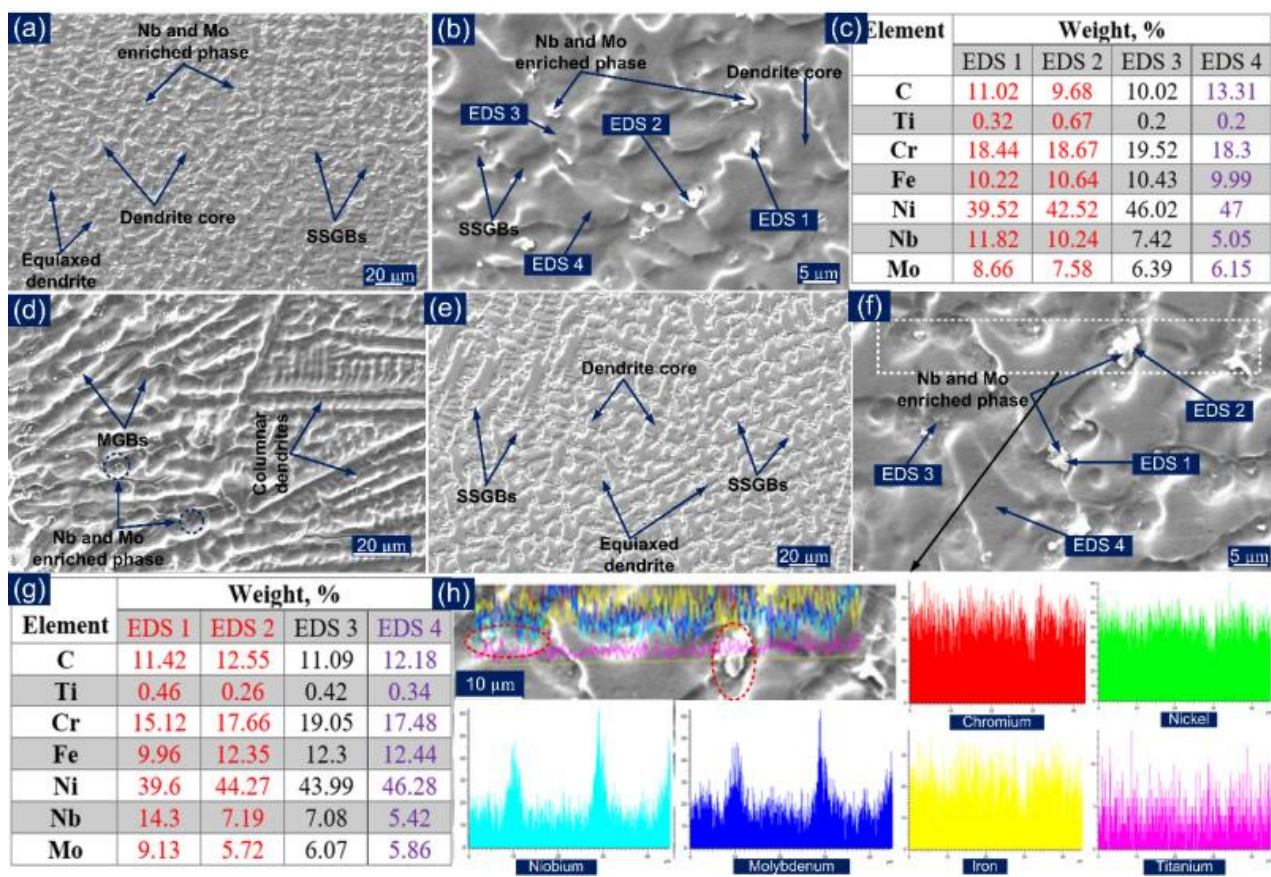 (a)
Nb and Mo
enriched phase
Dendrite core
SSGBs
Equiaxed
dendrite
20 µm
(b)
Nb and Mo
enriched phase
Dendrite core
EDS 3
EDS 2
SSGBs
EDS 1
EDS 4
5 µm
(c)
Element Weight, %
EDS 1 EDS 2 EDS 3 EDS 4
C 11.02 9.68 10.02 13.31
Ti 0.32 0.67 0.2 0.2
Cr 18.44 18.67 19.52 18.3
Fe 10.22 10.64 10.43 9.99
Ni 39.52 42.52 46.02 47
Nb 11.82 10.24 7.42 5.05
Mo 8.66 7.58 6.39 6.15
(d)
MGBs
Columnar
dendrites
Nb and Mo
enriched phase
20 µm
(e)
Dendrite core
SSGBs
SSGBs
Equiaxed
dendrite
20 µm
(f)
Nb and Mo
enriched phase
EDS 2
EDS 3
EDS 1
EDS 4
5 µm
(g)
Element Weight, %
EDS 1 EDS 2 EDS 3 EDS 4
C 11.42 12.55 11.09 12.18
Ti 0.46 0.26 0.42 0.34
Cr 15.12 17.66 19.05 17.48
Fe 9.96 12.35 12.3 12.44
Ni 39.6 44.27 43.99 46.28
Nb 14.3 7.19 7.08 5.42
Mo 9.13 5.72 6.07 5.86
(h)
10 µm
Chromium
Nickel
Niobium
Molybdenum
Iron
Titanium